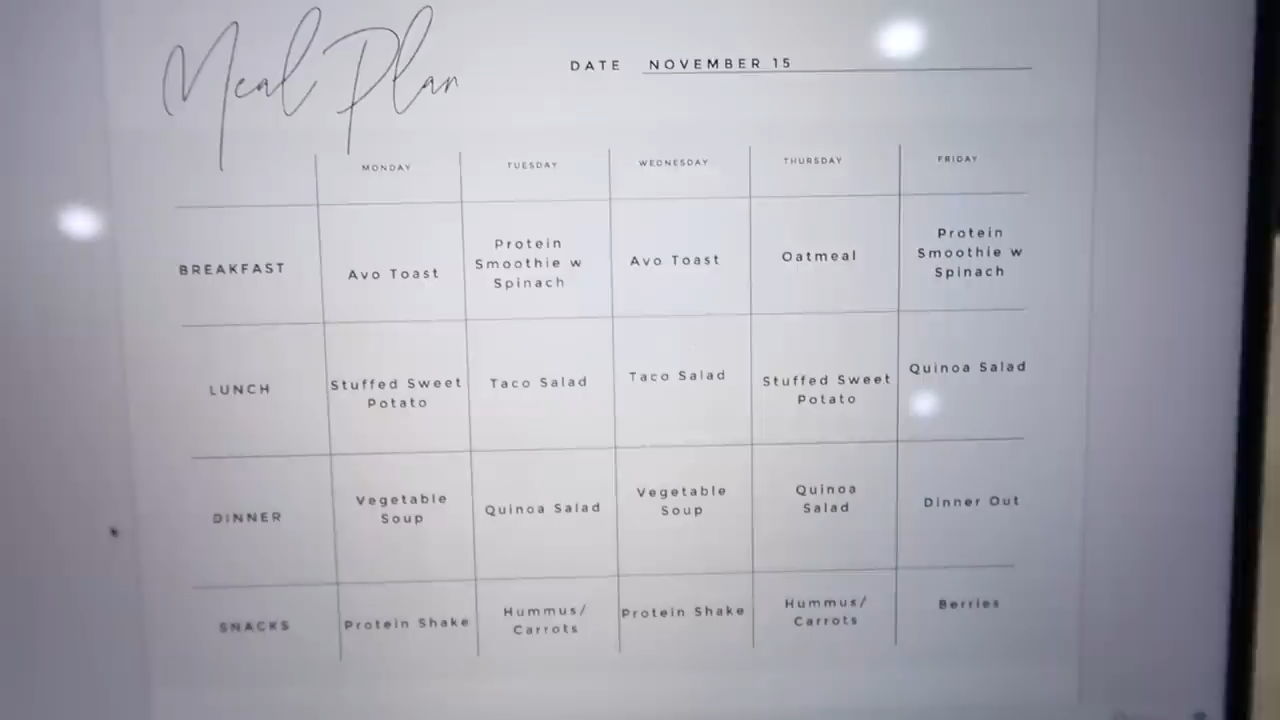 Meal Plan
DATE NOVEMBER 15
MONDAY TUESDAY WEDNESDAY THURSDAY FRIDAY
BREAKFAST
Avo Toast
Protein
Smoothie w
Spinach
Avo Toast
Oatmeal
Protein
Smoothie w
Spinach
LUNCH
Stuffed Sweet
Potato
Taco Salad
Taco Salad
Stuffed Sweet
Potato
Quinoa Salad
DINNER
Vegetable
Soup
Quinoa Salad
Vegetable
Soup
Quinoa
Salad
Dinner Out
SNACKS
Protein Shake
Hummus/
Carrots
Protein Shake
Hummus/
Carrots
Berries